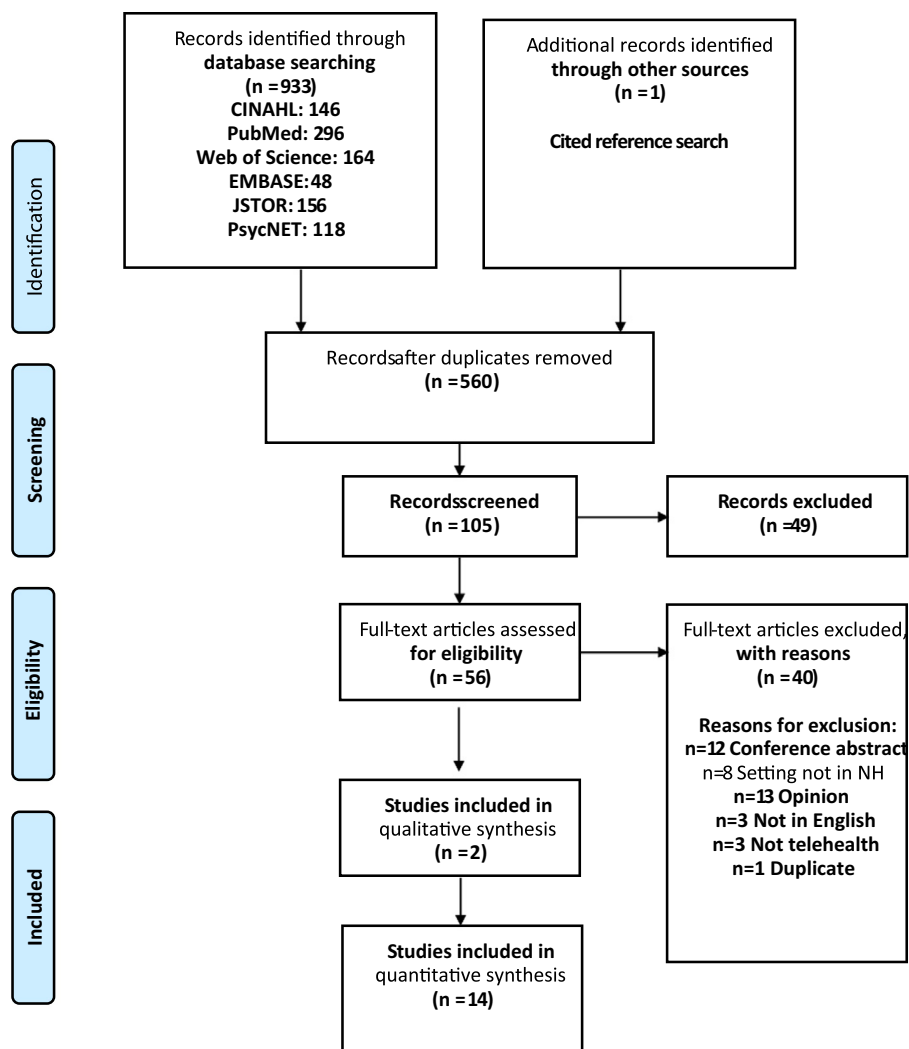 Records identified through
database searching
(n =933)
CINAHL: 146
PubMed: 296
Web of Science: 164
EMBASE: 48
JSTOR: 156
PsycNET: 118
Additional records identified
through other sources
(n =1)
Cited reference search
Identification
Recordsafter duplicates removed
(n =560)
Screening
Recordsscreened
(n =105)
Records excluded
(n =49)
Eligibility
Full-text articles assessed
for eligibility
(n =56)
Full-text articles excluded,
with reasons
(n =40)
Reasons for exclusion:
n=12 Conference abstract
n=8 Setting not in NH
n=13 Opinion
n=3 Not in English
n=3 Not telehealth
n=1 Duplicate
Studies included in
qualitative synthesis
(n =2)
Included
Studies included in
quantitative synthesis
(n =14)